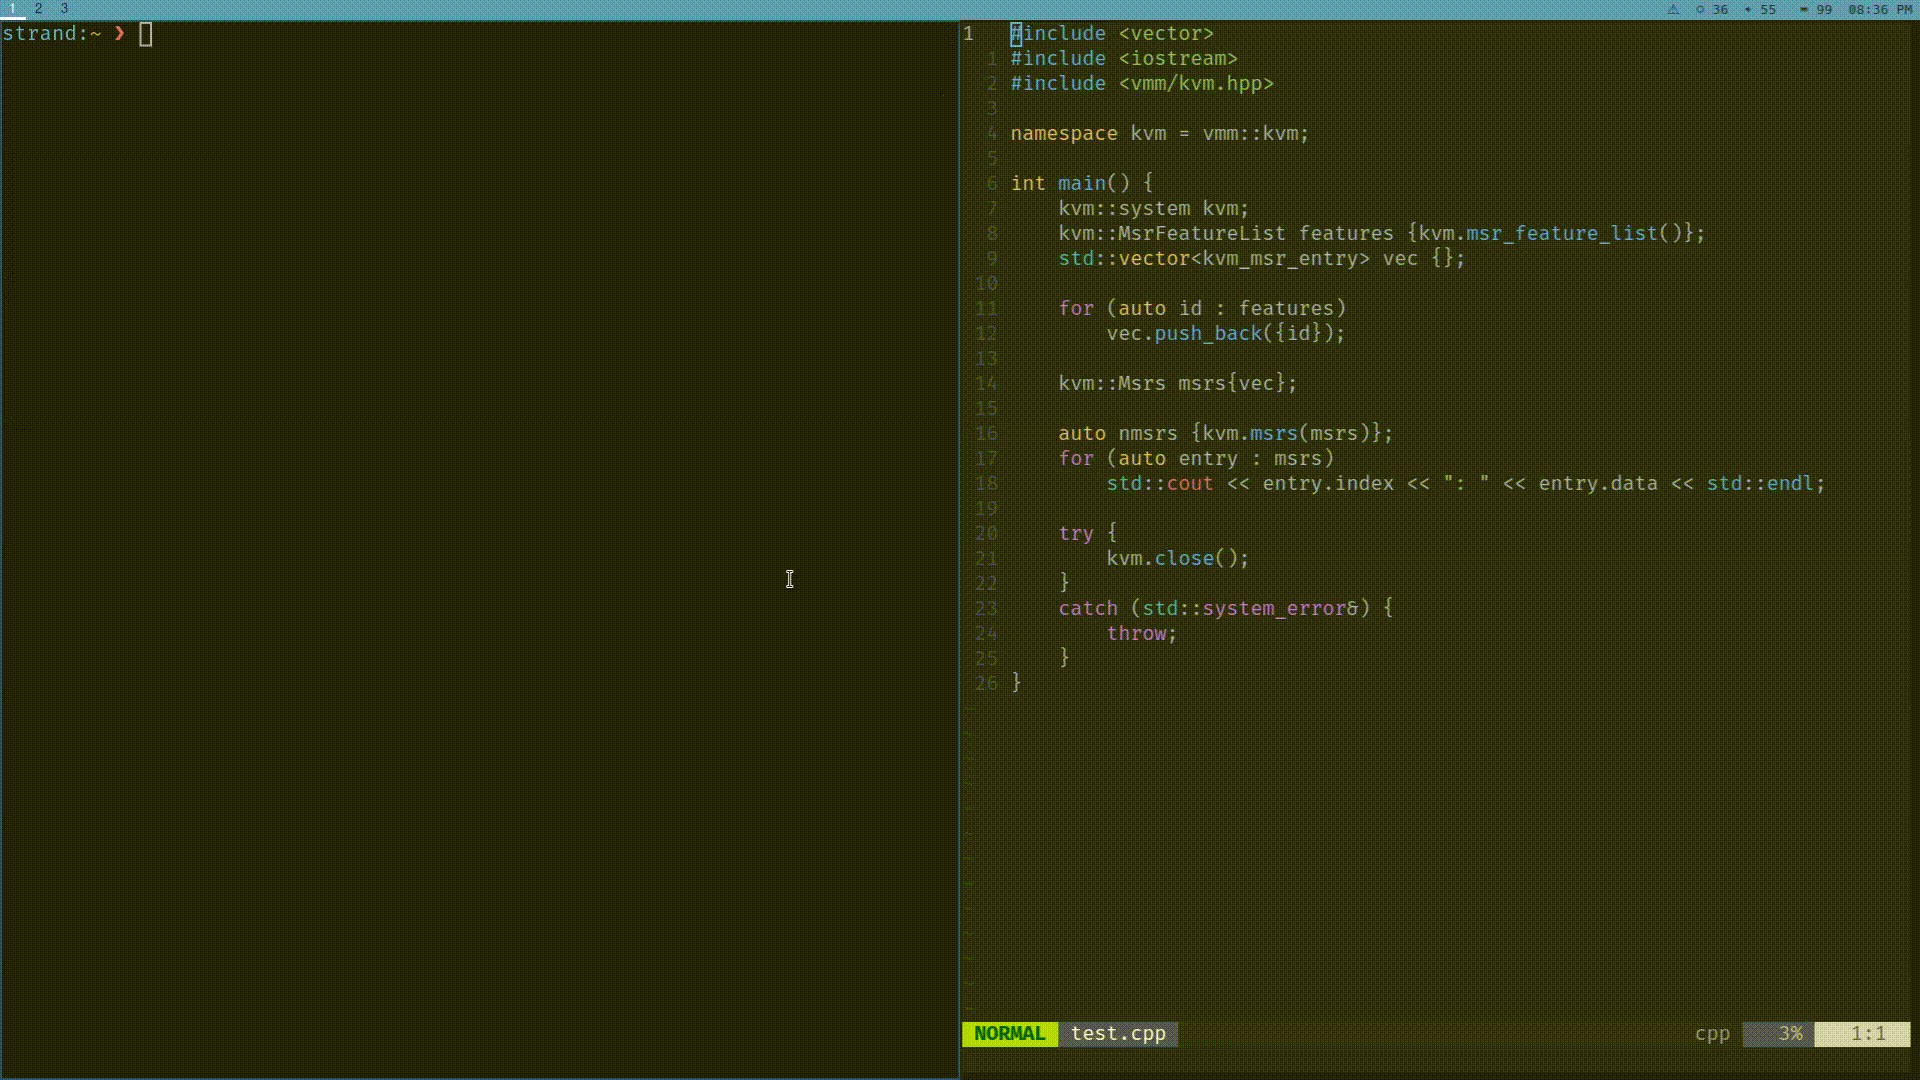 1 2 3
⚠ ○ 36 55 99 08:36 PM
strand:~ ❯
1 #include <vector>
1 #include <iostream>
2 #include <vmm/kvm.hpp>
3
4 namespace kvm = vmm::kvm;
5
6 int main() {
7     kvm::system kvm;
8     kvm::MsrFeatureList features {kvm.msr_feature_list()};
9     std::vector<kvm_msr_entry> vec {};
10
11     for (auto id : features)
12         vec.push_back({id});
13
14     kvm::Msrs msrs{vec};
15
16     auto nmsrs {kvm.msrs(msrs)};
17     for (auto entry : msrs)
18         std::cout << entry.index << ": " << entry.data << std::endl;
19
20     try {
21         kvm.close();
22     }
23     catch (std::system_error&) {
24         throw;
25     }
26 }
NORMAL test.cpp cpp 3% 1:1